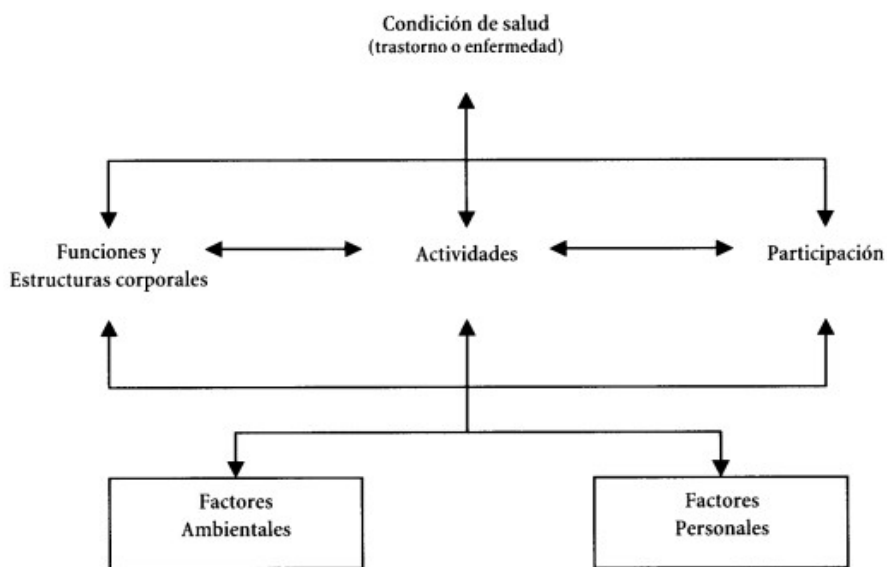 Condición de salud
(trastorno o enfermedad)
Funciones y
Estructuras corporales
Actividades
Participación
Factores
Ambientales
Factores
Personales